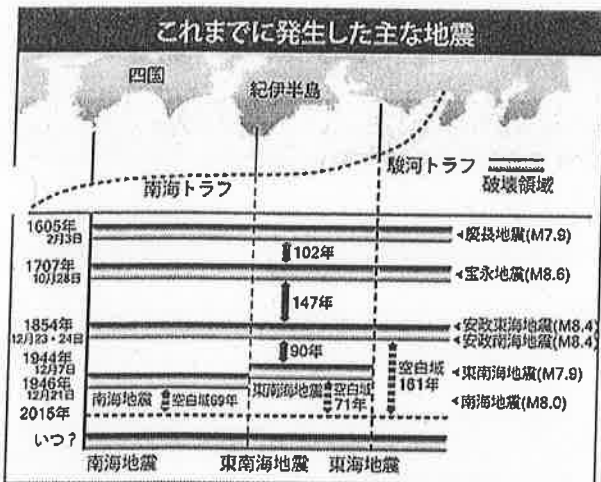 これまでに発生した主な地震
四国
紀伊半島
南海トラフ
駿河トラフ
破壊領域
1605年
2月3日
慶長地震(M7.9)
102年
1707年
10月28日
宝永地震(M8.6)
147年
1854年
12月23・24日
安政東海地震(M8.4)
安政南海地震(M8.4)
90年
1944年
12月7日
東南海地震(M7.9)
空白域
161年
1946年
12月21日
南海地震
空白域69年
東南海地震
空白域
71年
南海地震(M8.0)
2015年
いつ?
南海地震
東南海地震
東海地震